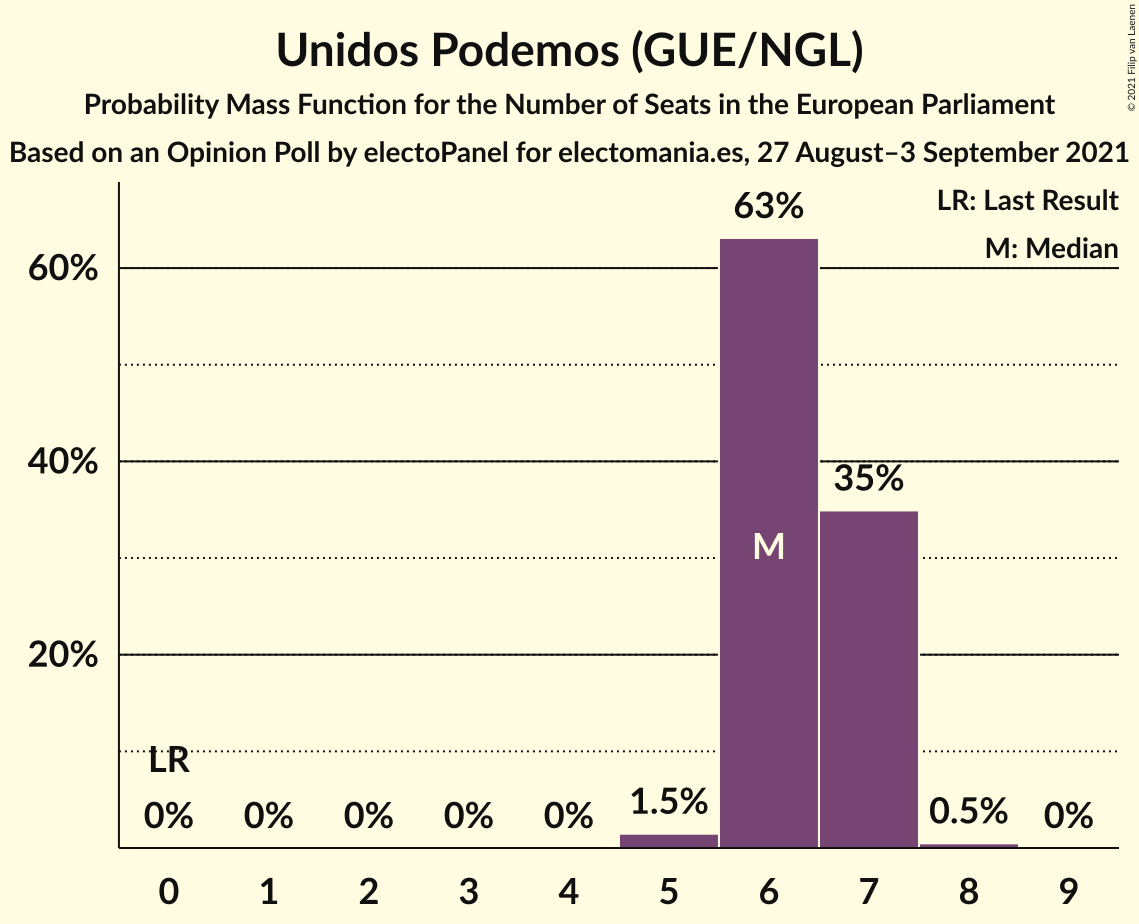 Unidos Podemos (GUE/NGL)
Probability Mass Function for the Number of Seats in the European Parliament
Based on an Opinion Poll by electoPanel for electomania.es, 27 August–3 September 2021
© 2021 Filip van Laenen
LR: Last Result
M: Median
63%
60%
40%
35%
M
20%
LR
0% 0% 0% 0% 0% 1.5% 0.5% 0%
0 1 2 3 4 5 6 7 8 9